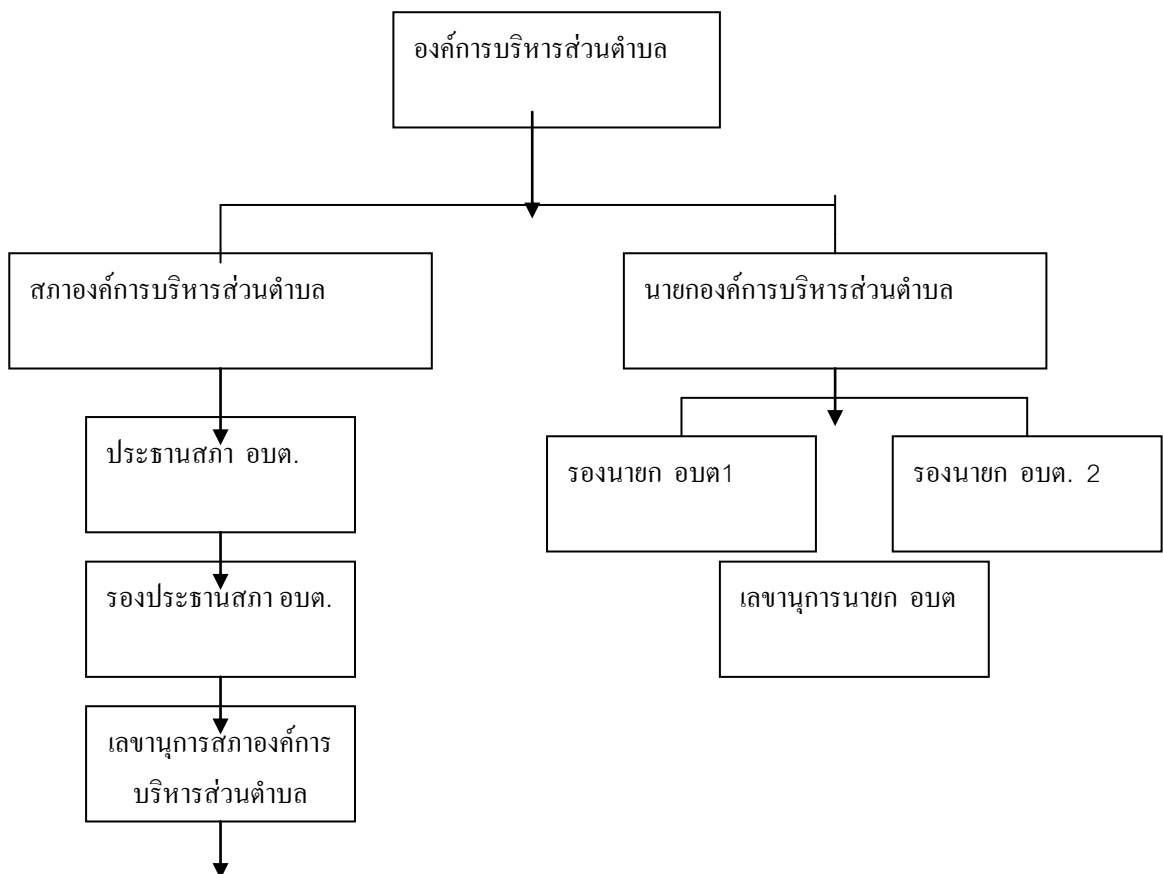 องค์การบริหารส่วนตำบล
สภาองค์การบริหารส่วนตำบล
นายกองค์การบริหารส่วนตำบล
ประธานสภา อบต.
รองนายก อบต1
รองนายก อบต. 2
รองประธานสภา อบต.
เลขานุการนายก อบต
เลขานุการสภาองค์การ
บริหารส่วนตำบล